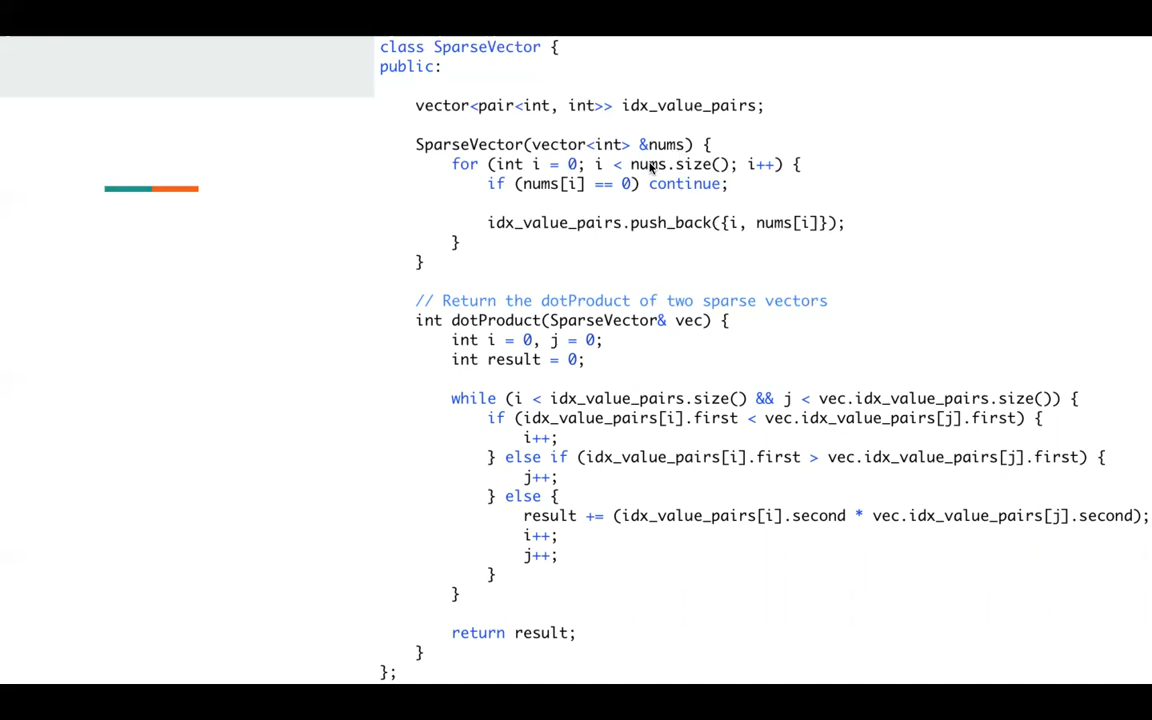 class SparseVector {
public:
vector<pair<int, int>> idx_value_pairs;
SparseVector(vector<int> &nums) {
for (int i = 0; i < nums.size(); i++) {
if (nums[i] == 0) continue;
idx_value_pairs.push_back({i, nums[i]});
}
}
// Return the dotProduct of two sparse vectors
int dotProduct(SparseVector& vec) {
int i = 0, j = 0;
int result = 0;
while (i < idx_value_pairs.size() && j < vec.idx_value_pairs.size()) {
if (idx_value_pairs[i].first < vec.idx_value_pairs[j].first) {
i++;
} else if (idx_value_pairs[i].first > vec.idx_value_pairs[j].first) {
j++;
} else {
result += (idx_value_pairs[i].second * vec.idx_value_pairs[j].second);
i++;
j++;
}
}
return result;
}
};